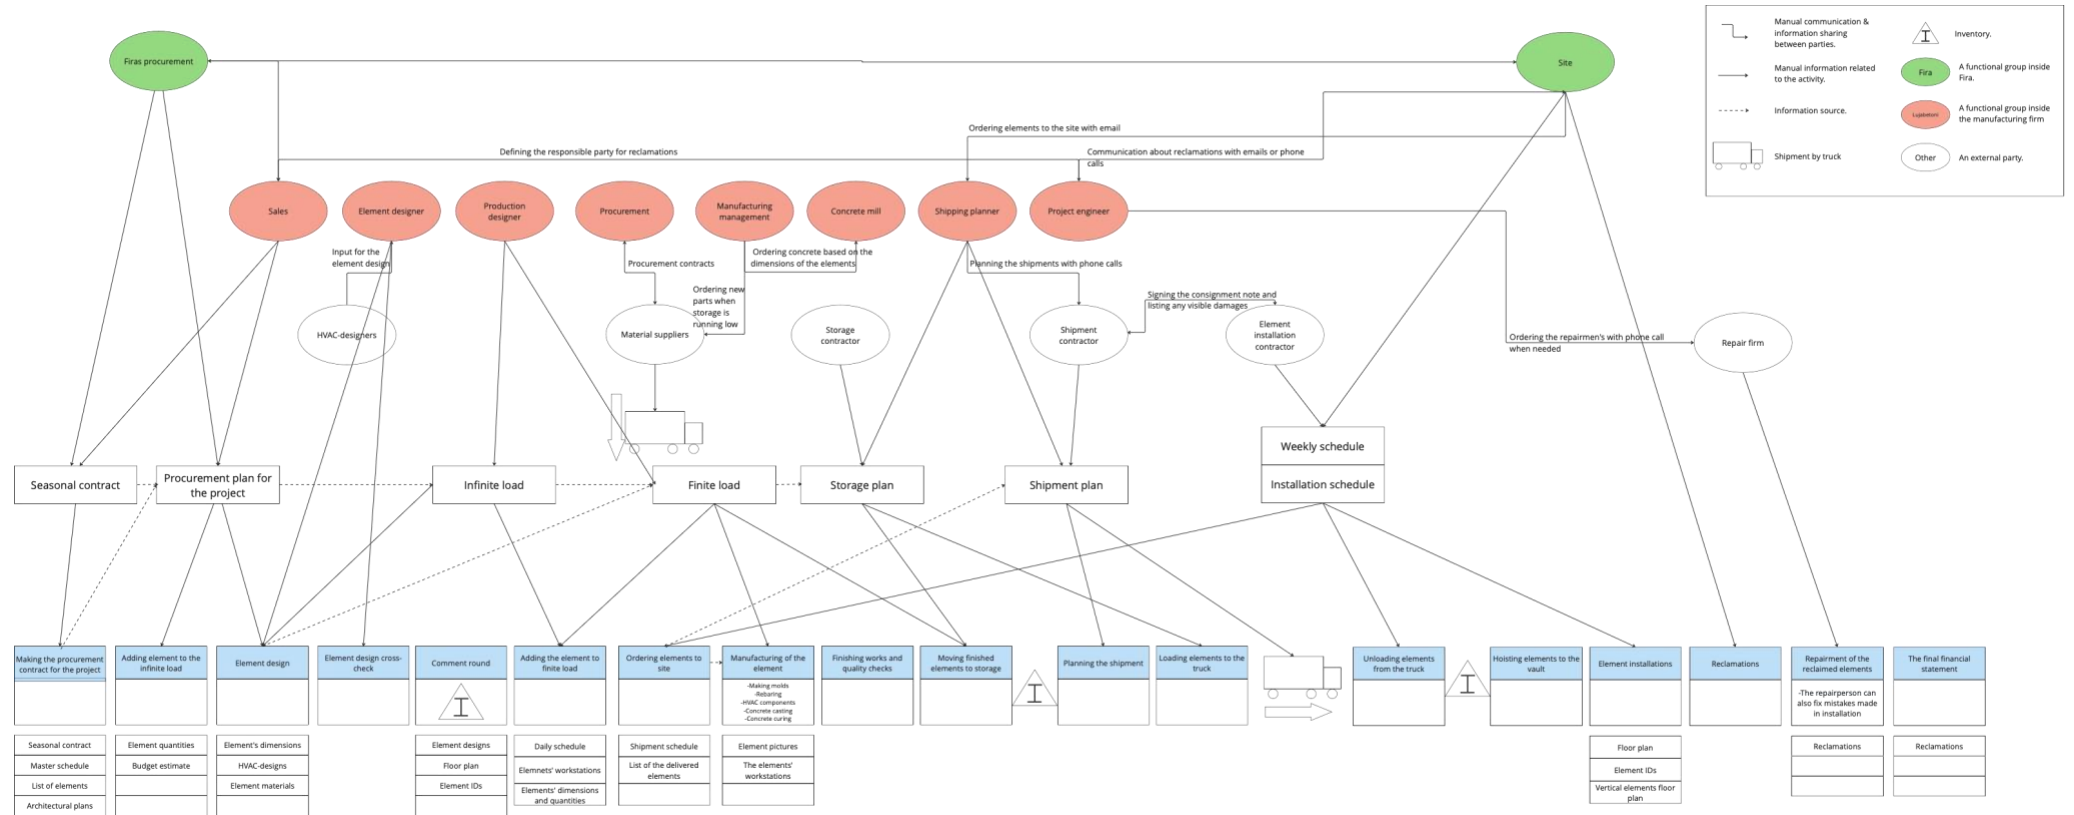 Manual communication &
information sharing
between parties.
Inventory.
Firas procurement
Site
Manual information related
to the activity.
Fira
A functional group inside
Fira.
Information source.
A functional group inside
the manufacturing firm
Ordering elements to the site with email
Defining the responsible party for reclamations
Communication about reclamations with emails or phone
calls
Shipment by truck
Other
An external party.
Sales
Element designer
Production
designer
Procurement
Manufacturing
management
Concrete mill
Shipping planner
Project engineer
Input for the
element design
Procurement contracts
Ordering concrete based on the
dimensions of the elements
Planning the shipments with phone calls
Ordering new
parts when
storage is
running low
Signing the consignment note and
listing any visible damages
HVAC-designers
Material suppliers
Storage
contractor
Shipment
contractor
Element
installation
contractor
Ordering the repairmen's with phone call
when needed
Repair firm
Weekly schedule
Installation schedule
Seasonal contract
Procurement plan for
the project
Infinite load
Finite load
Storage plan
Shipment plan
Making the procurement
contract for the project
Adding element to the
infinite load
Element design
Element design cross-
check
Comment round
Adding the element to
finite load
Ordering elements to
site
Manufacturing of the
element
Finishing works and
quality checks
Moving finished
elements to storage
Planning the shipment
Loading elements to the
truck
Unloading elements
from the truck
Hoisting elements to the
vault
Element installations
Reclamations
Repairment of the
reclaimed elements
The final financial
statement
I
-Making molds
-Rebaring
-HVAC components
-Concrete casting
-Concrete curing
I
I
-The repairperson can
also fix mistakes made
in installation
Seasonal contract
Master schedule
List of elements
Architectural plans
Element quantities
Budget estimate
Element's dimensions
HVAC-designs
Element materials
Element designs
Floor plan
Element IDs
Daily schedule
Elemnets' workstations
Elements' dimensions
and quantities
Shipment schedule
List of the delivered
elements
Element pictures
The elements'
workstations
Floor plan
Element IDs
Vertical elements floor
plan
Reclamations
Reclamations